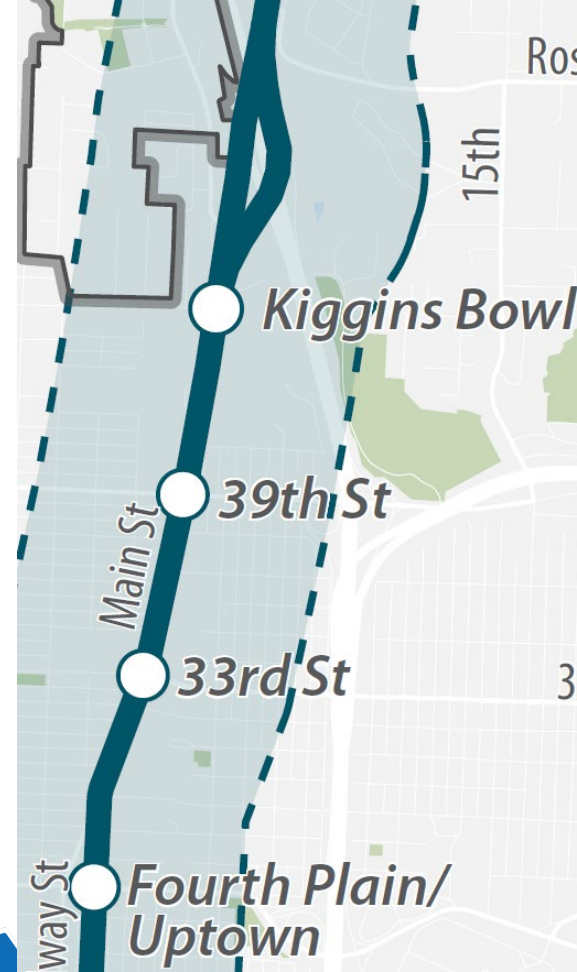 Ros
15th
Kiggins Bowl
39th St
Main St
33rd St
3
way St
Fourth Plain/
Uptown